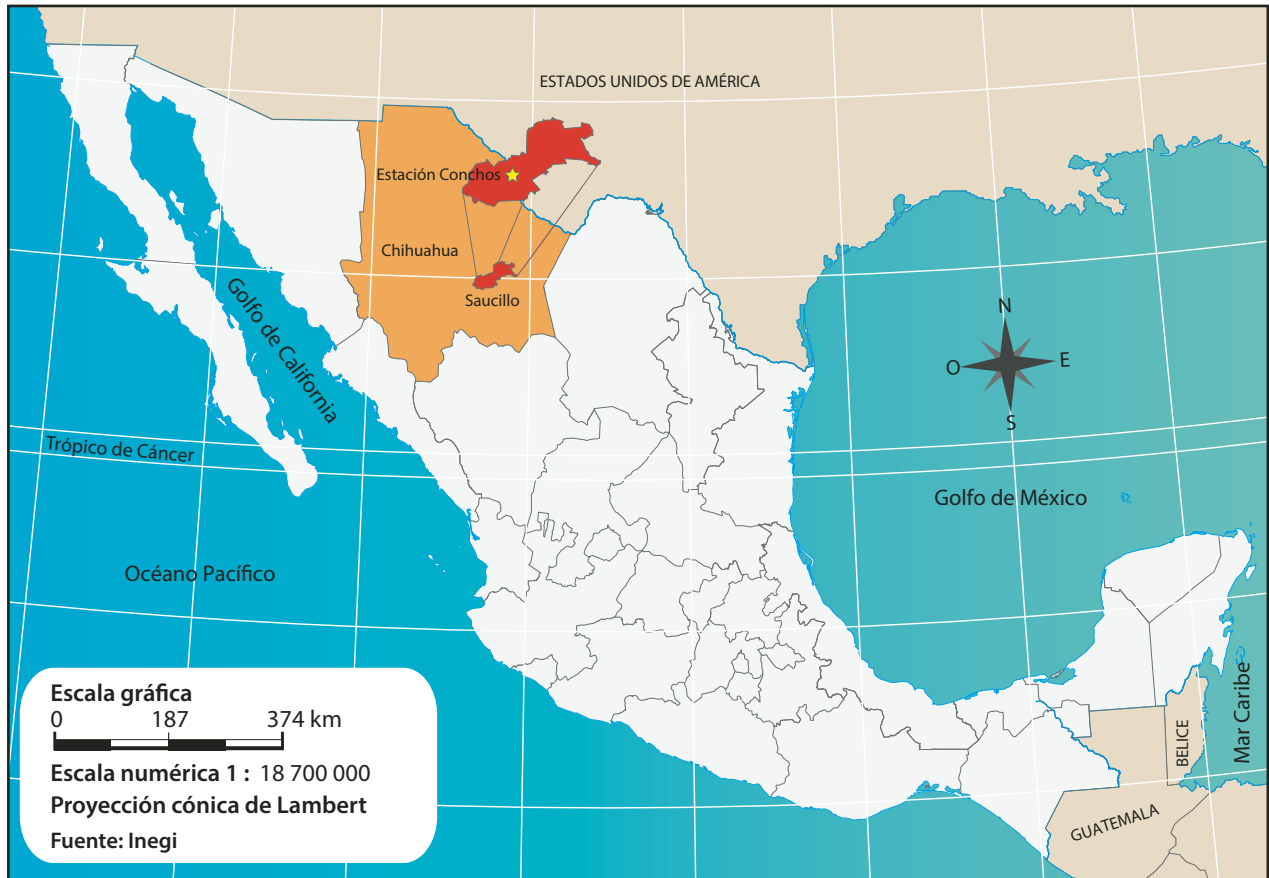 ESTADOS UNIDOS DE AMÉRICA
Estación Conchos
Chihuahua
Saucillo
Golfo de California
N
O
E
S
Trópico de Cáncer
Golfo de México
Océano Pacífico
Mar Caribe
BELICE
GUATEMALA
Escala gráfica
0 187 374 km
Escala numérica 1 : 18 700 000
Proyección cónica de Lambert
Fuente: Inegi